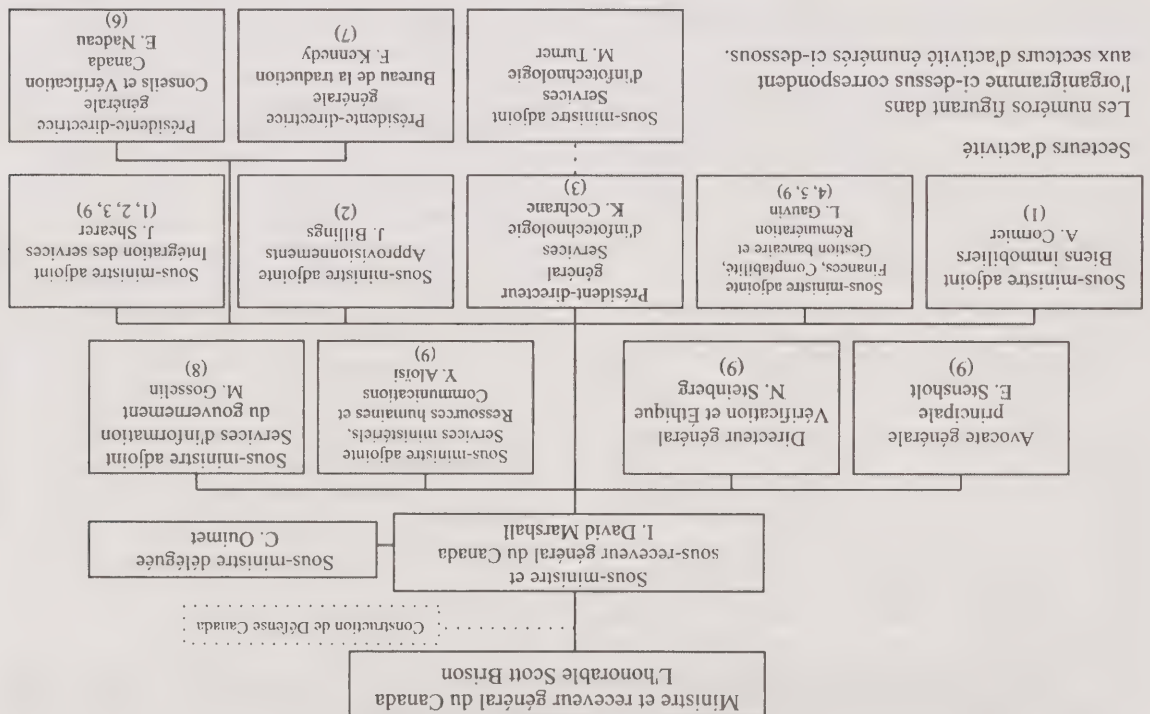 Ministre et receveur général du Canada
L'honorable Scott Brison
Construction de Défense Canada
Sous-ministre et
sous-receveur général du Canada
I. David Marshall
Sous-ministre déléguée
C. Ouimet
Avocate générale
principale
E. Stensholt
(9)
Directeur général
Vérification et Éthique
N. Steinberg
(9)
Sous-ministre adjointe
Services ministériels,
Ressources humaines et
Communications
Y. Aloïsi
(9)
Sous-ministre adjoint
Services d'information
du gouvernement
M. Gosselin
(8)
Sous-ministre adjoint
Biens immobiliers
A. Cormier
(1)
Sous-ministre adjointe
Finances, Comptabilité,
Gestion bancaire et
Rémunération
L. Gauvin
(4, 5, 9)
Président-directeur
général
Services
d'infotechnologie
K. Cochrane
(3)
Sous-ministre adjointe
Approvisionnements
J. Billings
(2)
Sous-ministre adjoint
Intégration des services
J. Shearer
(1, 2, 3, 9)
Secteurs d'activité
Les numéros figurant dans
l'organigramme ci-dessus correspondent
aux secteurs d'activité énumérés ci-dessous.
Sous-ministre adjoint
Services
d'infotechnologie
M. Turner
Présidente-directrice
générale
Bureau de la traduction
F. Kennedy
(7)
Présidente-directrice
générale
Conseils et Vérification
Canada
E. Nadeau
(6)